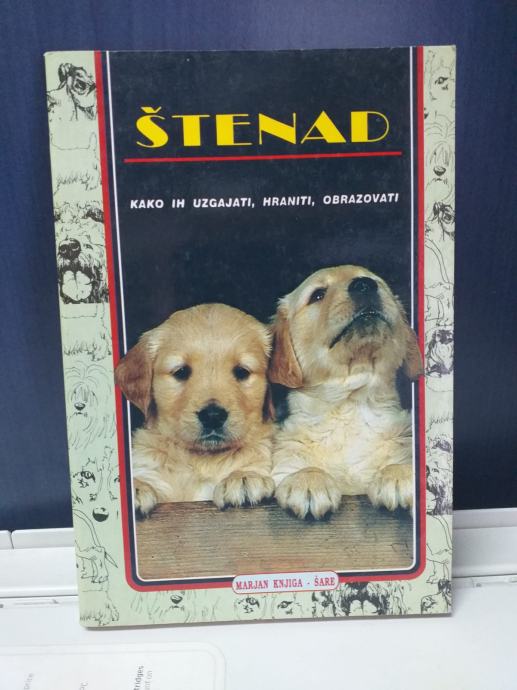 ŠTENAD
KAKO IH UZGAJATI, HRANITI, OBRAZOVATI
MARJAN KNJIGA - ŠARE